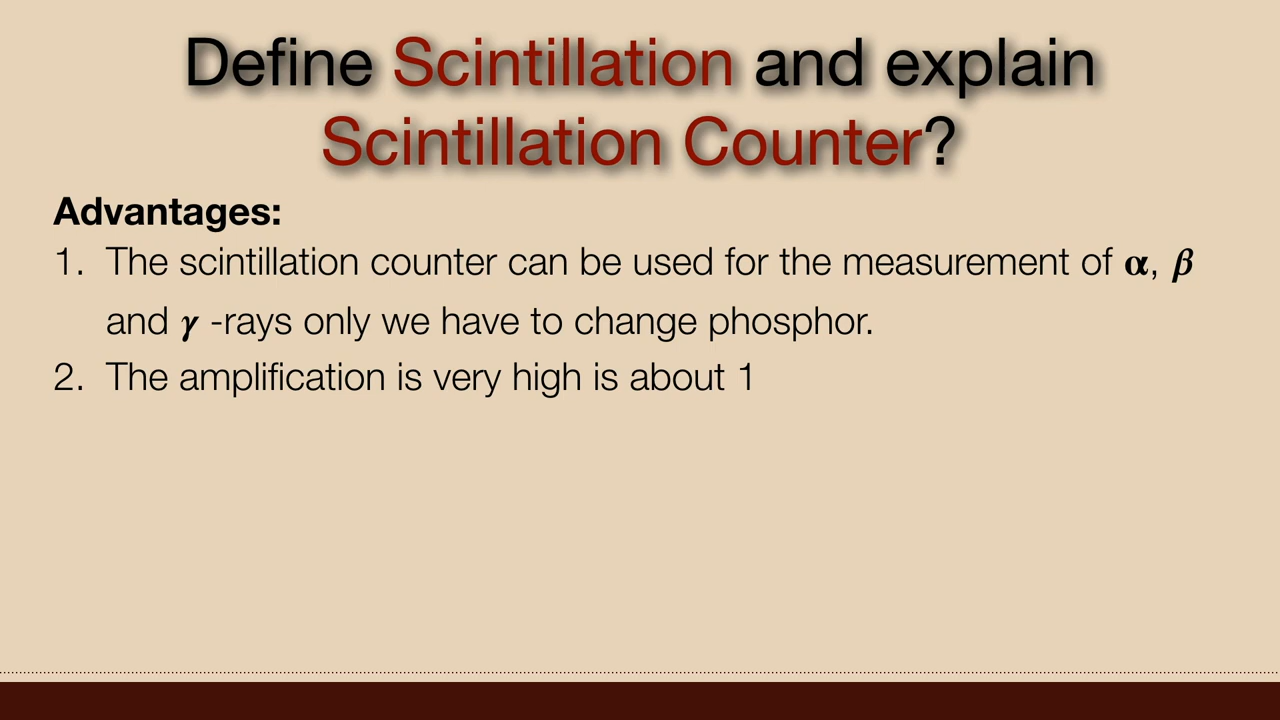 Define Scintillation and explain
Scintillation Counter?
Advantages:
1. The scintillation counter can be used for the measurement of α, β
and γ -rays only we have to change phosphor.
2. The amplification is very high is about 1